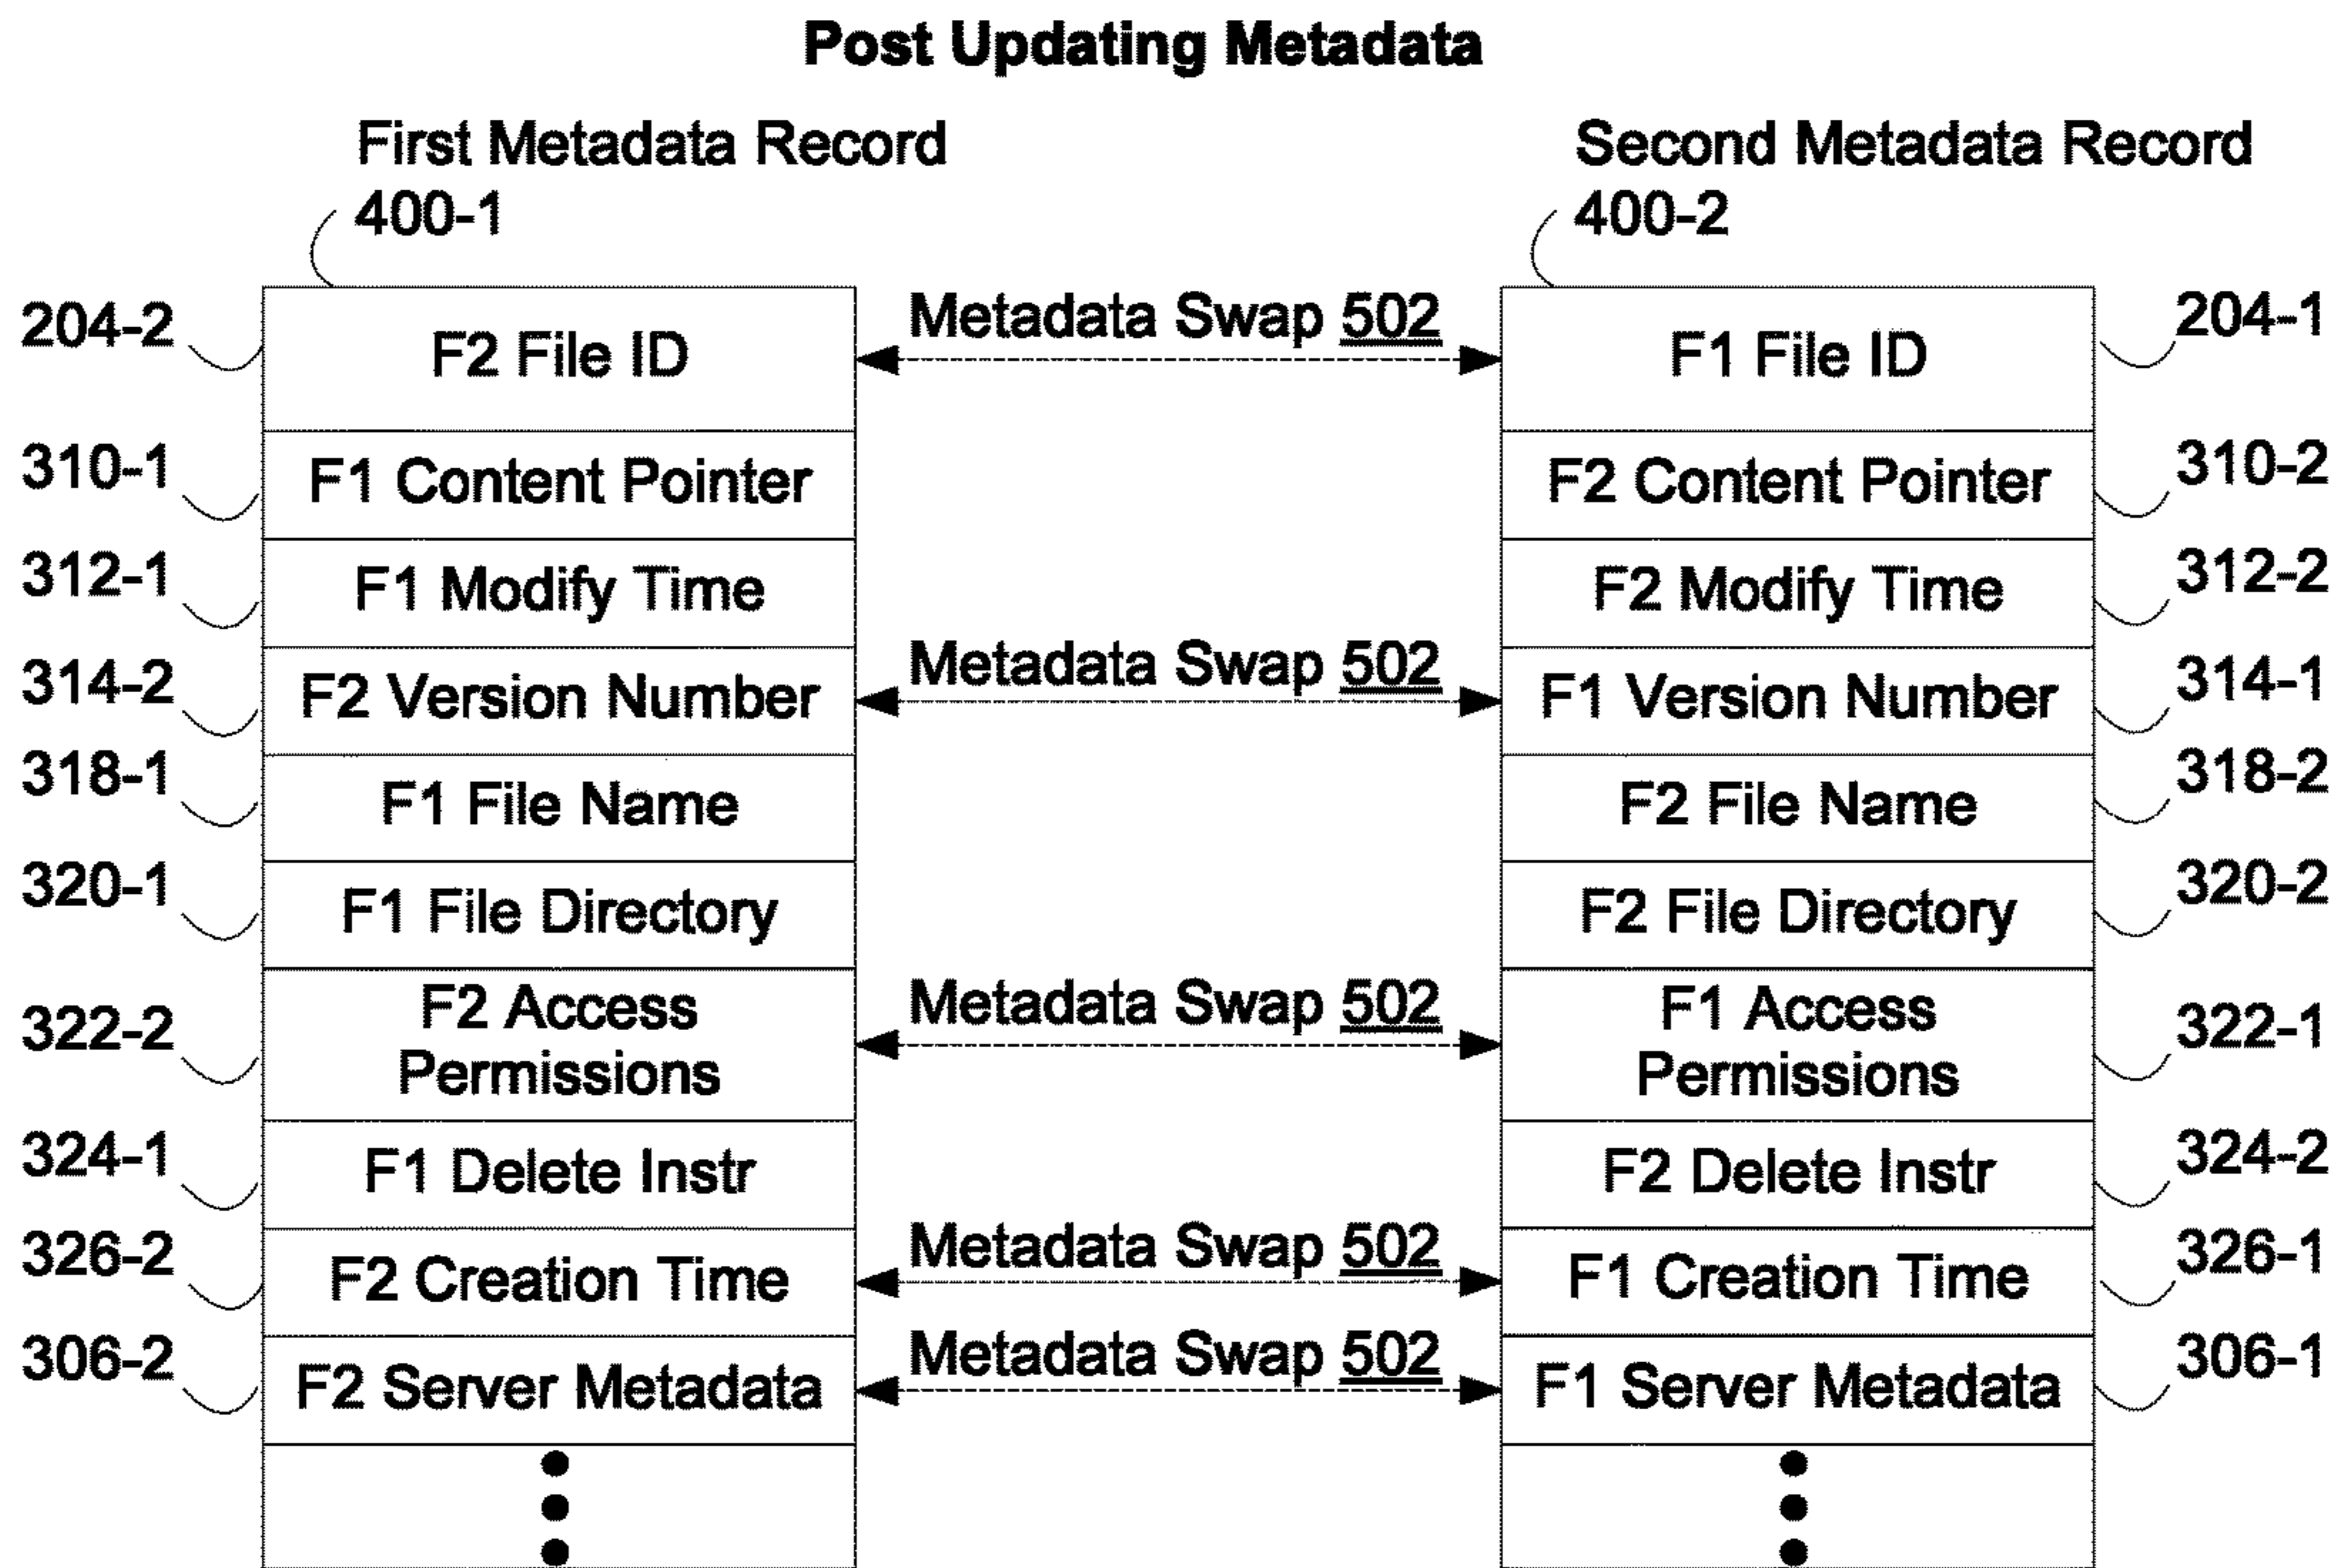 Post Updating Metadata
First Metadata Record
400-1
Second Metadata Record
400-2
204-2
F2 File ID
Metadata Swap 502
F1 File ID
204-1
310-1
F1 Content Pointer
F2 Content Pointer
310-2
312-1
F1 Modify Time
F2 Modify Time
312-2
314-2
F2 Version Number
Metadata Swap 502
F1 Version Number
314-1
318-1
F1 File Name
F2 File Name
318-2
320-1
F1 File Directory
F2 File Directory
320-2
322-2
F2 Access
Permissions
Metadata Swap 502
F1 Access
Permissions
322-1
324-1
F1 Delete Instr
F2 Delete Instr
324-2
326-2
F2 Creation Time
Metadata Swap 502
F1 Creation Time
326-1
306-2
F2 Server Metadata
Metadata Swap 502
F1 Server Metadata
306-1